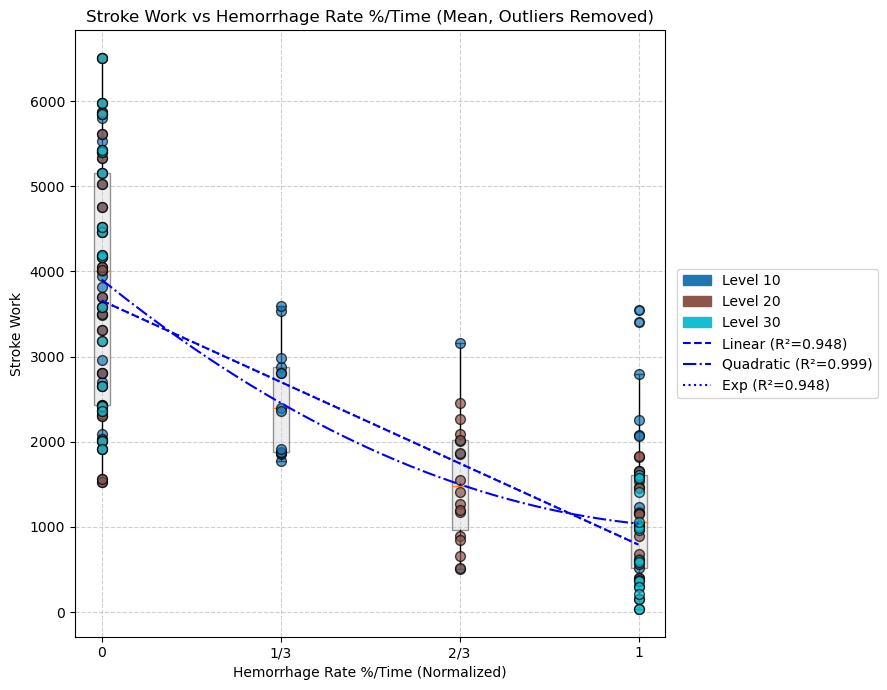 Stroke Work vs Hemorrhage Rate %/Time (Mean, Outliers Removed)
Stroke Work
6000
5000
4000
3000
2000
1000
0
0
1/3
2/3
1
Hemorrhage Rate %/Time (Normalized)
Level 10
Level 20
Level 30
Linear (R²=0.948)
Quadratic (R²=0.999)
Exp (R²=0.948)